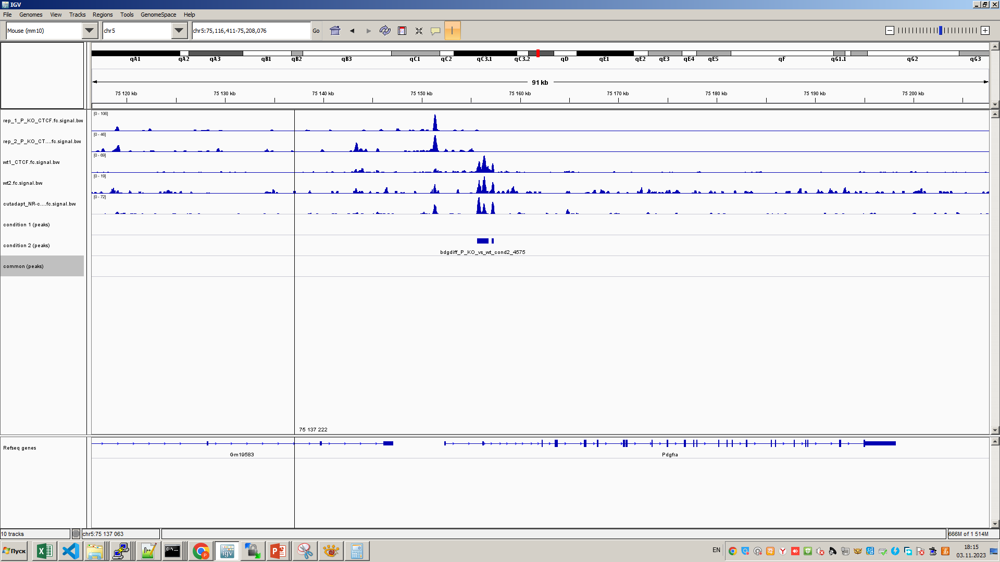 IGV
File Genomes View Tracks Regions Tools GenomeSpace Help
Mouse (mm10) chr5 chr5:75,116,411-75,208,076 Go
qA1 qA2 qA3 qB1 qB2 qB3 qC1 qC2 qC3.1 qC3.2 qD qE1 qE2 qE3 qE4 qE5 qF qG1.1 qG2 qG3
91 kb
75 120 kb 75 130 kb 75 140 kb 75 150 kb 75 160 kb 75 170 kb 75 180 kb 75 190 kb 75 200 kb
[0 - 106]
rep_1_P_KO_CTCF.fc.signal.bw
[0 - 46]
rep_2_P_KO_CT....fc.signal.bw
[0 - 69]
wt1_CTCF.fc.signal.bw
[0 - 19]
wt2.fc.signal.bw
[0 - 72]
cutadapt_NR-c....fc.signal.bw
condition 1 (peaks)
condition 2 (peaks)
bdgdiff_P_KO_vs_wt_cond2_4575
common (peaks)
75 137 222
Refseq genes
Gm19583 Pdgfra
10 tracks chr5:75 137 063 666M of 1 514M
Пуск EN 18:15
03.11.2023